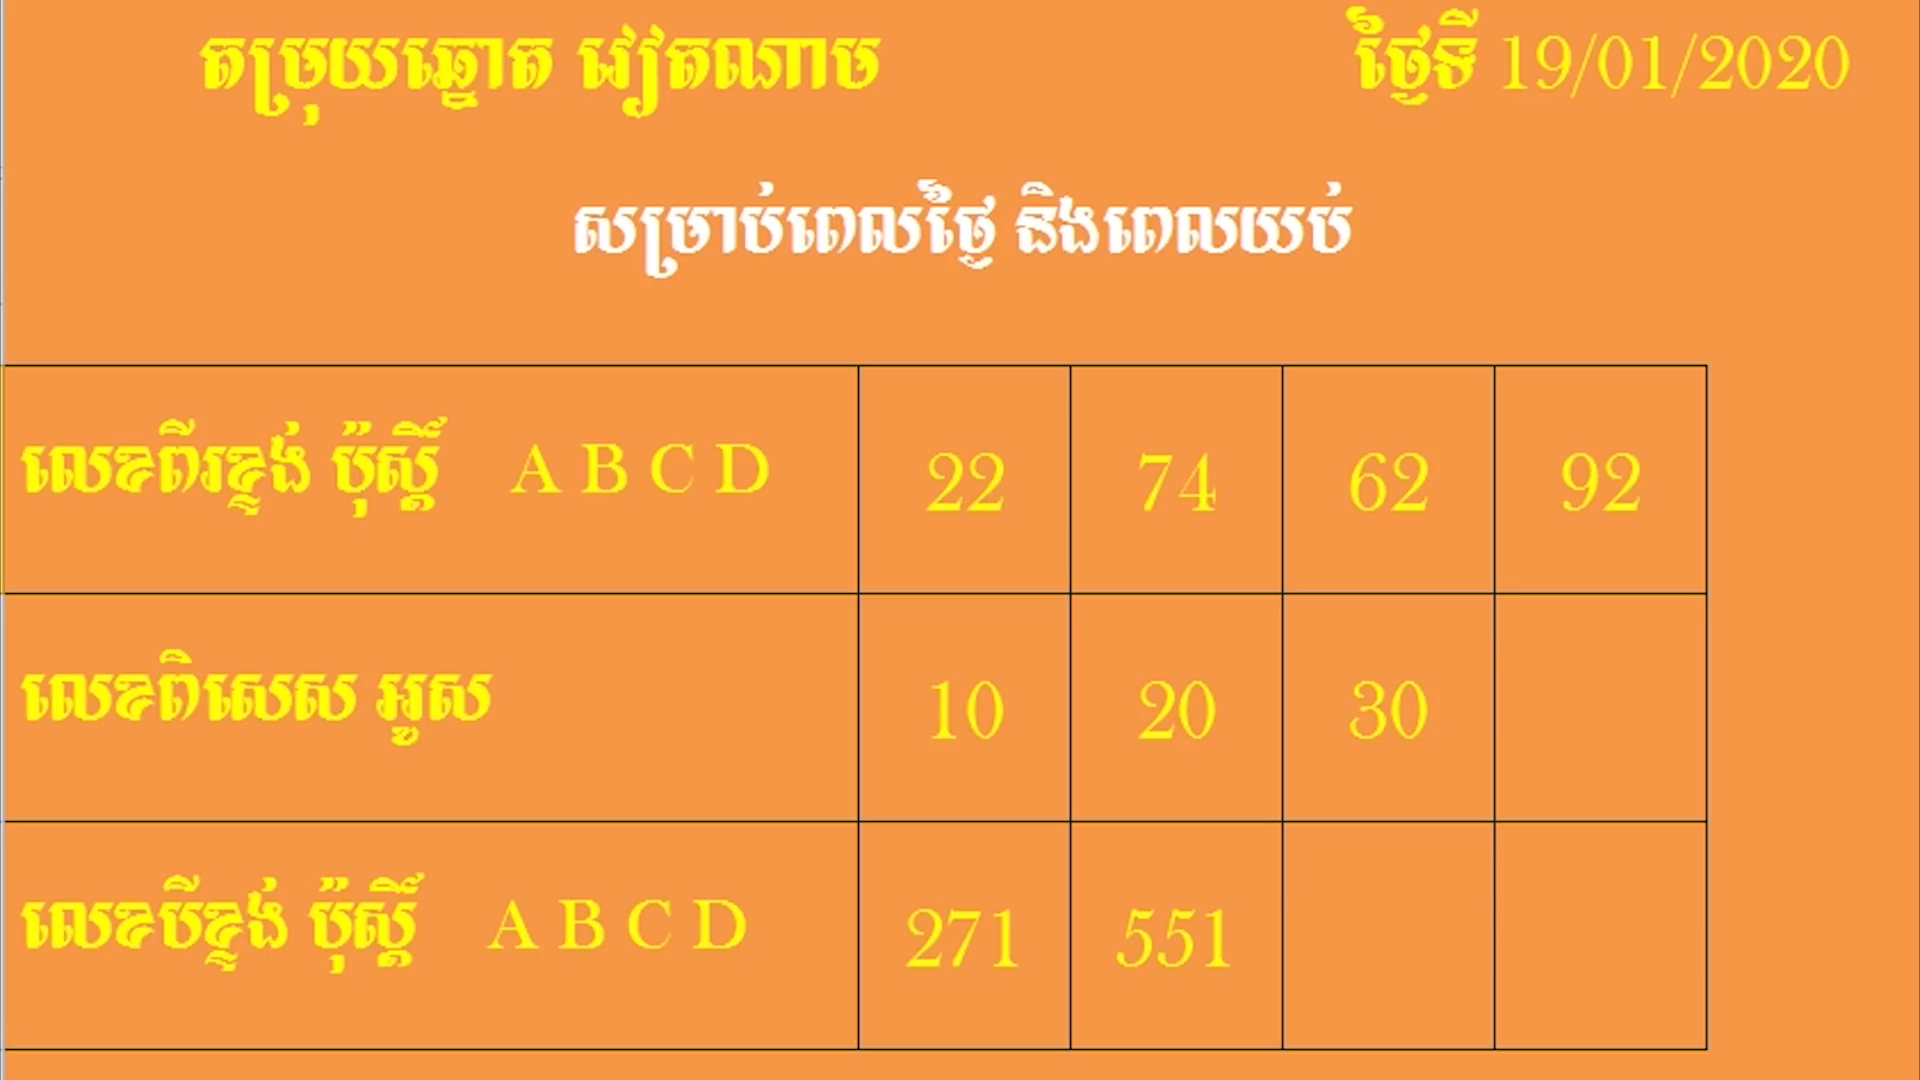 តម្រុយឆ្នោត វៀតណាម ថ្ងៃទី 19/01/2020
សម្រាប់ពេលថ្ងៃ និងពេលយប់
លេខពីរខ្ទង់ ប៉ុស្តិ៍ A B C D 22 74 62 92
លេខពិសេស អូស 10 20 30
លេខបីខ្ទង់ ប៉ុស្តិ៍ A B C D 271 551